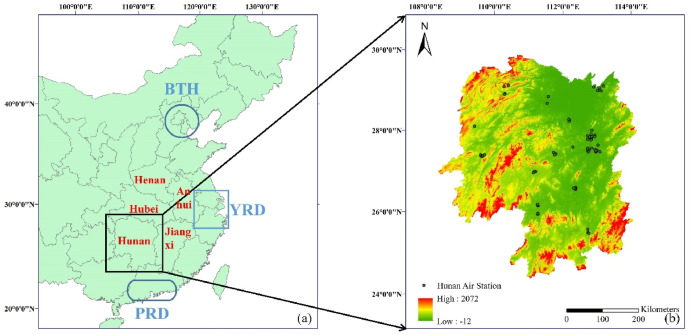 100°0'0"E
110°0'0"E
120°0'0"E
130°0'0"E
108°0'0"E
110°0'0"E
112°0'0"E
40°0'0"N
30°0'0"N
20°0'0"N
BTH
Henan
An
hui
Hubei
YRD
Hunan
Jiang
xi
PRD
(a)
30°0'0"N
28°0'0"N
26°0'0"N
24°0'0"N
N
Hunan Air Station
High : 2072
Low : -12
Kilometers
0 50 100 200
(b)